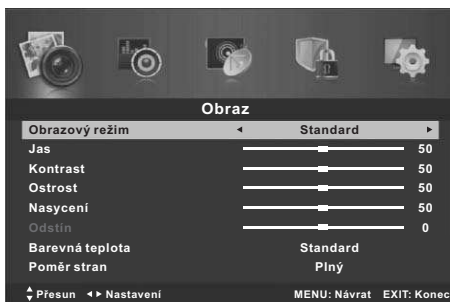 Obraz
Obrazový režim Standard
Jas 50
Kontrast 50
Ostrost 50
Nasycení 50
Odstín 0
Barevná teplota Standard
Poměr stran Plný
Přesun Nastavení MENU: Návrat EXIT: Konec